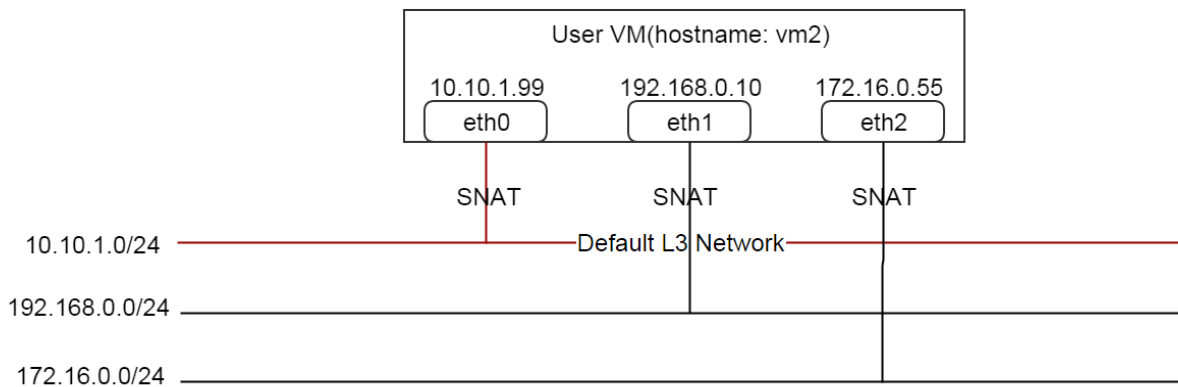 User VM(hostname: vm2)
10.10.1.99 192.168.0.10 172.16.0.55
eth0 eth1 eth2
SNAT SNAT SNAT
10.10.1.0/24 Default L3 Network
192.168.0.0/24
172.16.0.0/24